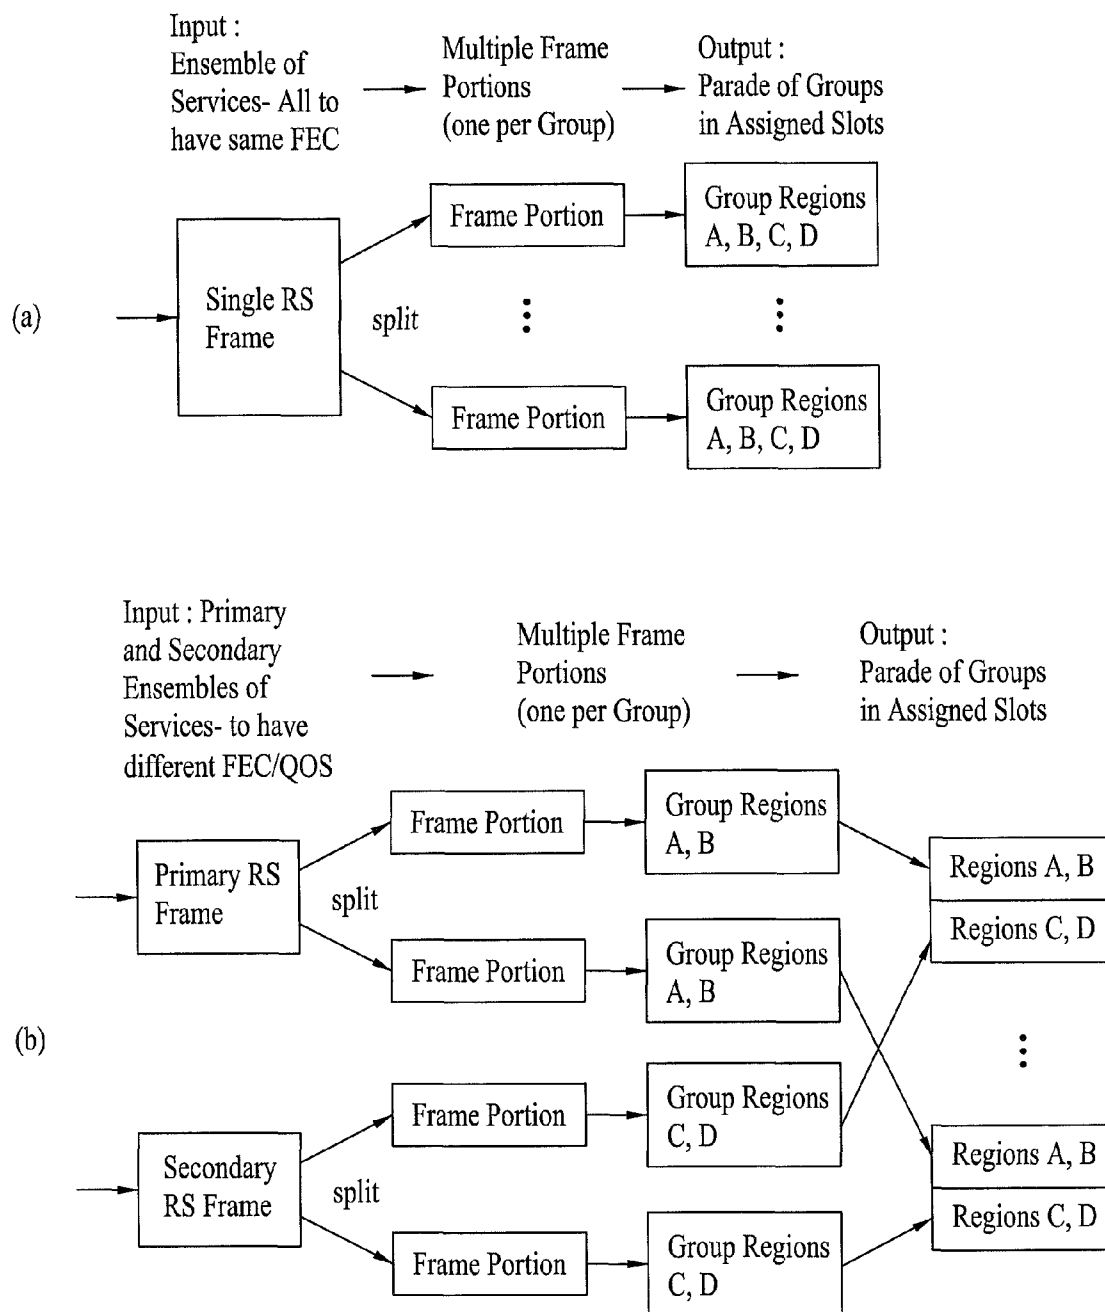 Input :
Ensemble of
Services- All to
have same FEC
Multiple Frame
Portions
(one per Group)
Output :
Parade of Groups
in Assigned Slots
(a)
Single RS
Frame
split
Frame Portion
Group Regions
A, B, C, D
Frame Portion
Group Regions
A, B, C, D
Input : Primary
and Secondary
Ensembles of
Services- to have
different FEC/QOS
Multiple Frame
Portions
(one per Group)
Output :
Parade of Groups
in Assigned Slots
(b)
Primary RS
Frame
split
Frame Portion
Group Regions
A, B
Frame Portion
Group Regions
A, B
Regions A, B
Regions C, D
Secondary
RS Frame
split
Frame Portion
Group Regions
C, D
Frame Portion
Group Regions
C, D
Regions A, B
Regions C, D